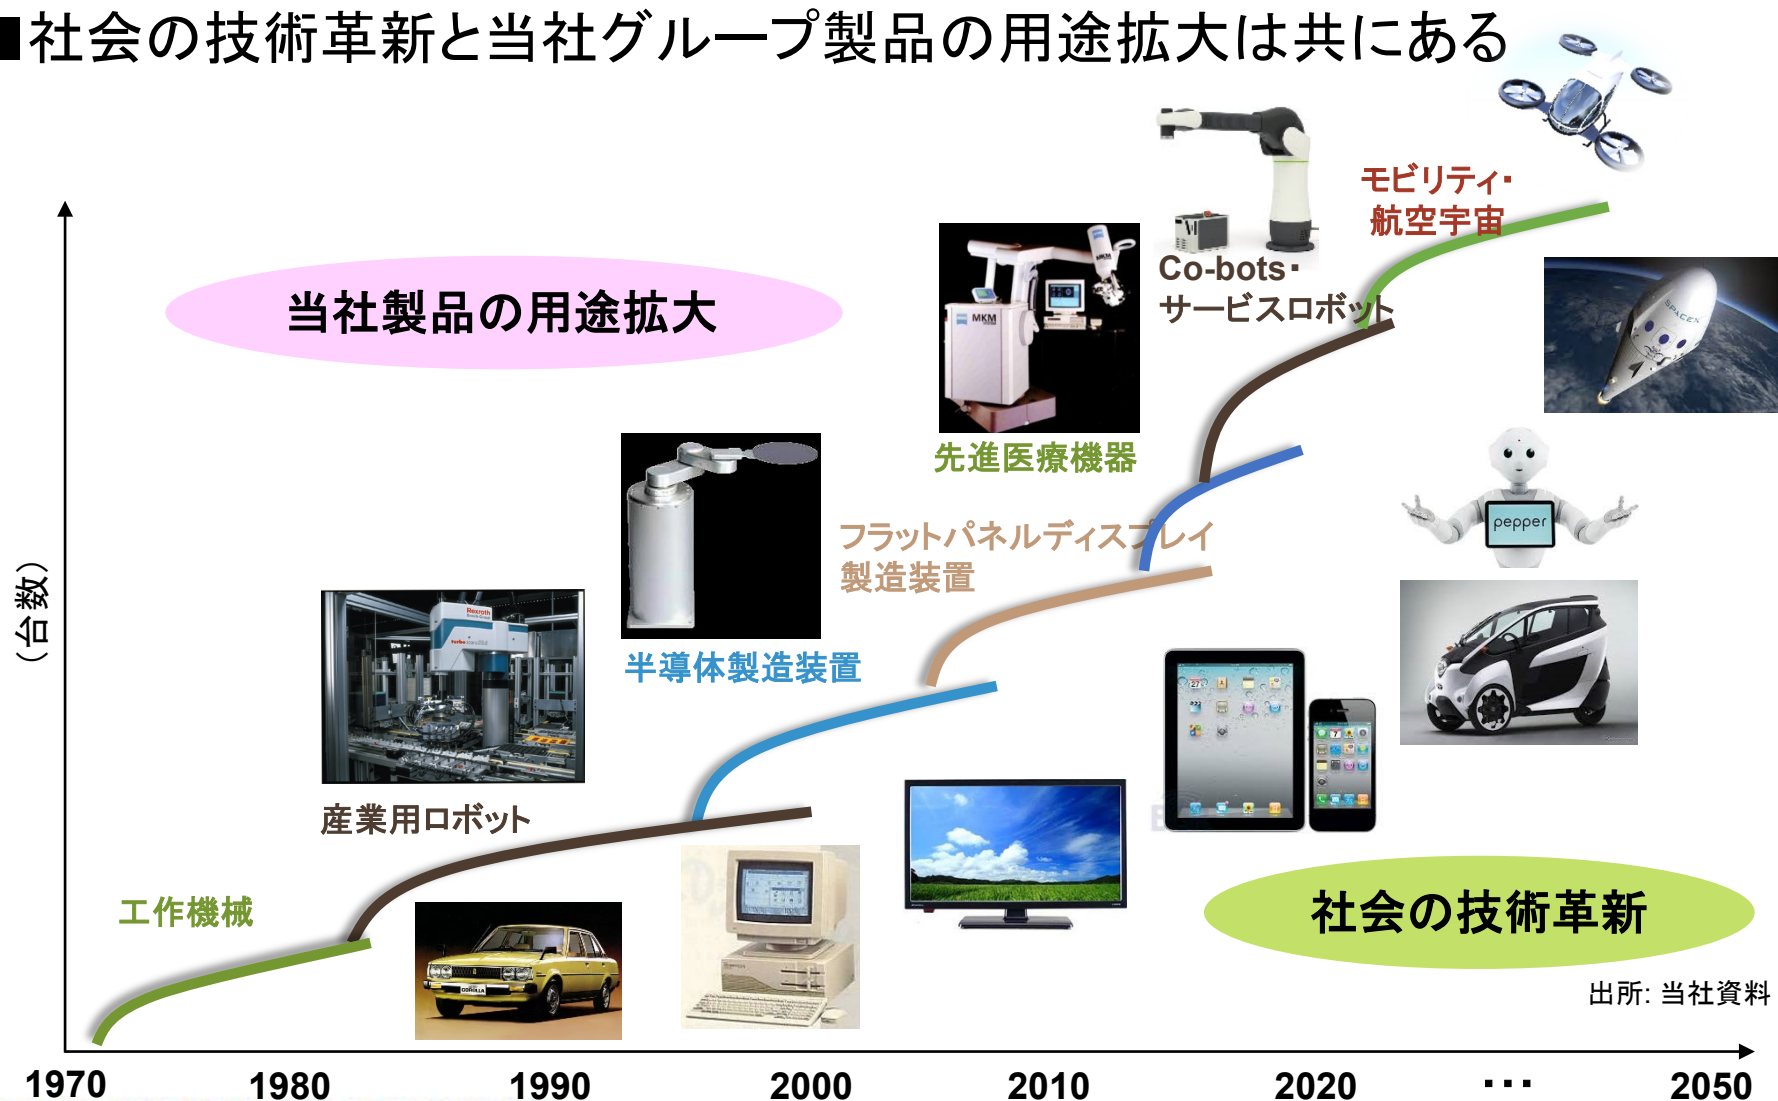 ■社会の技術革新と当社グループ製品の用途拡大は共にある
モビリティ・
航空宇宙
Co-bots・
サービスロボット
当社製品の用途拡大
MKM
SPACEX
先進医療機器
pepper
フラットパネルディスプレイ
製造装置
（台数）
Rexroth
turbo
半導体製造装置
産業用ロボット
工作機械
COROLLA
社会の技術革新
出所: 当社資料
1970
1980
1990
2000
2010
2020
・・・
2050